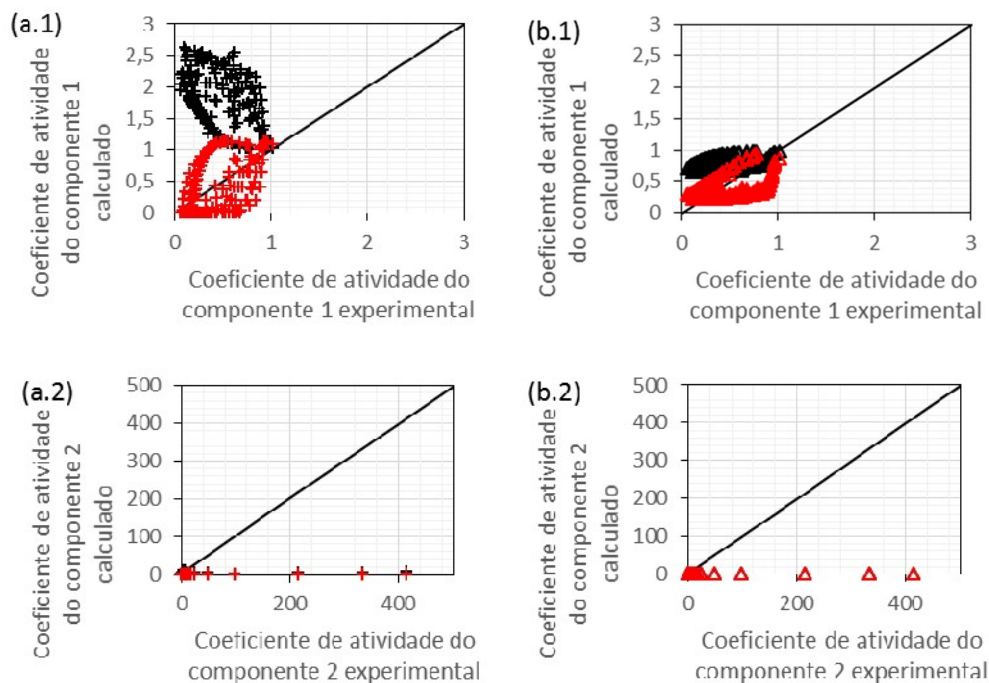 (a.1)
Coeficiente de atividade
do componente 1
calculado
3
2,5
2
1,5
1
0,5
0
0
1
2
3
Coeficiente de atividade do
componente 1 experimental
(b.1)
Coeficiente de atividade
do componente 1
calculado
3
2,5
2
1,5
1
0,5
0
0
1
2
3
Coeficiente de atividade do
componente 1 experimental
(a.2)
Coeficiente de atividade
do componente 2
calculado
500
400
300
200
100
0
0
200
400
Coeficiente de atividade do
componente 2 experimental
(b.2)
Coeficiente de atividade
do componente 2
calculado
500
400
300
200
100
0
0
200
400
Coeficiente de atividade do
componente 2 experimental